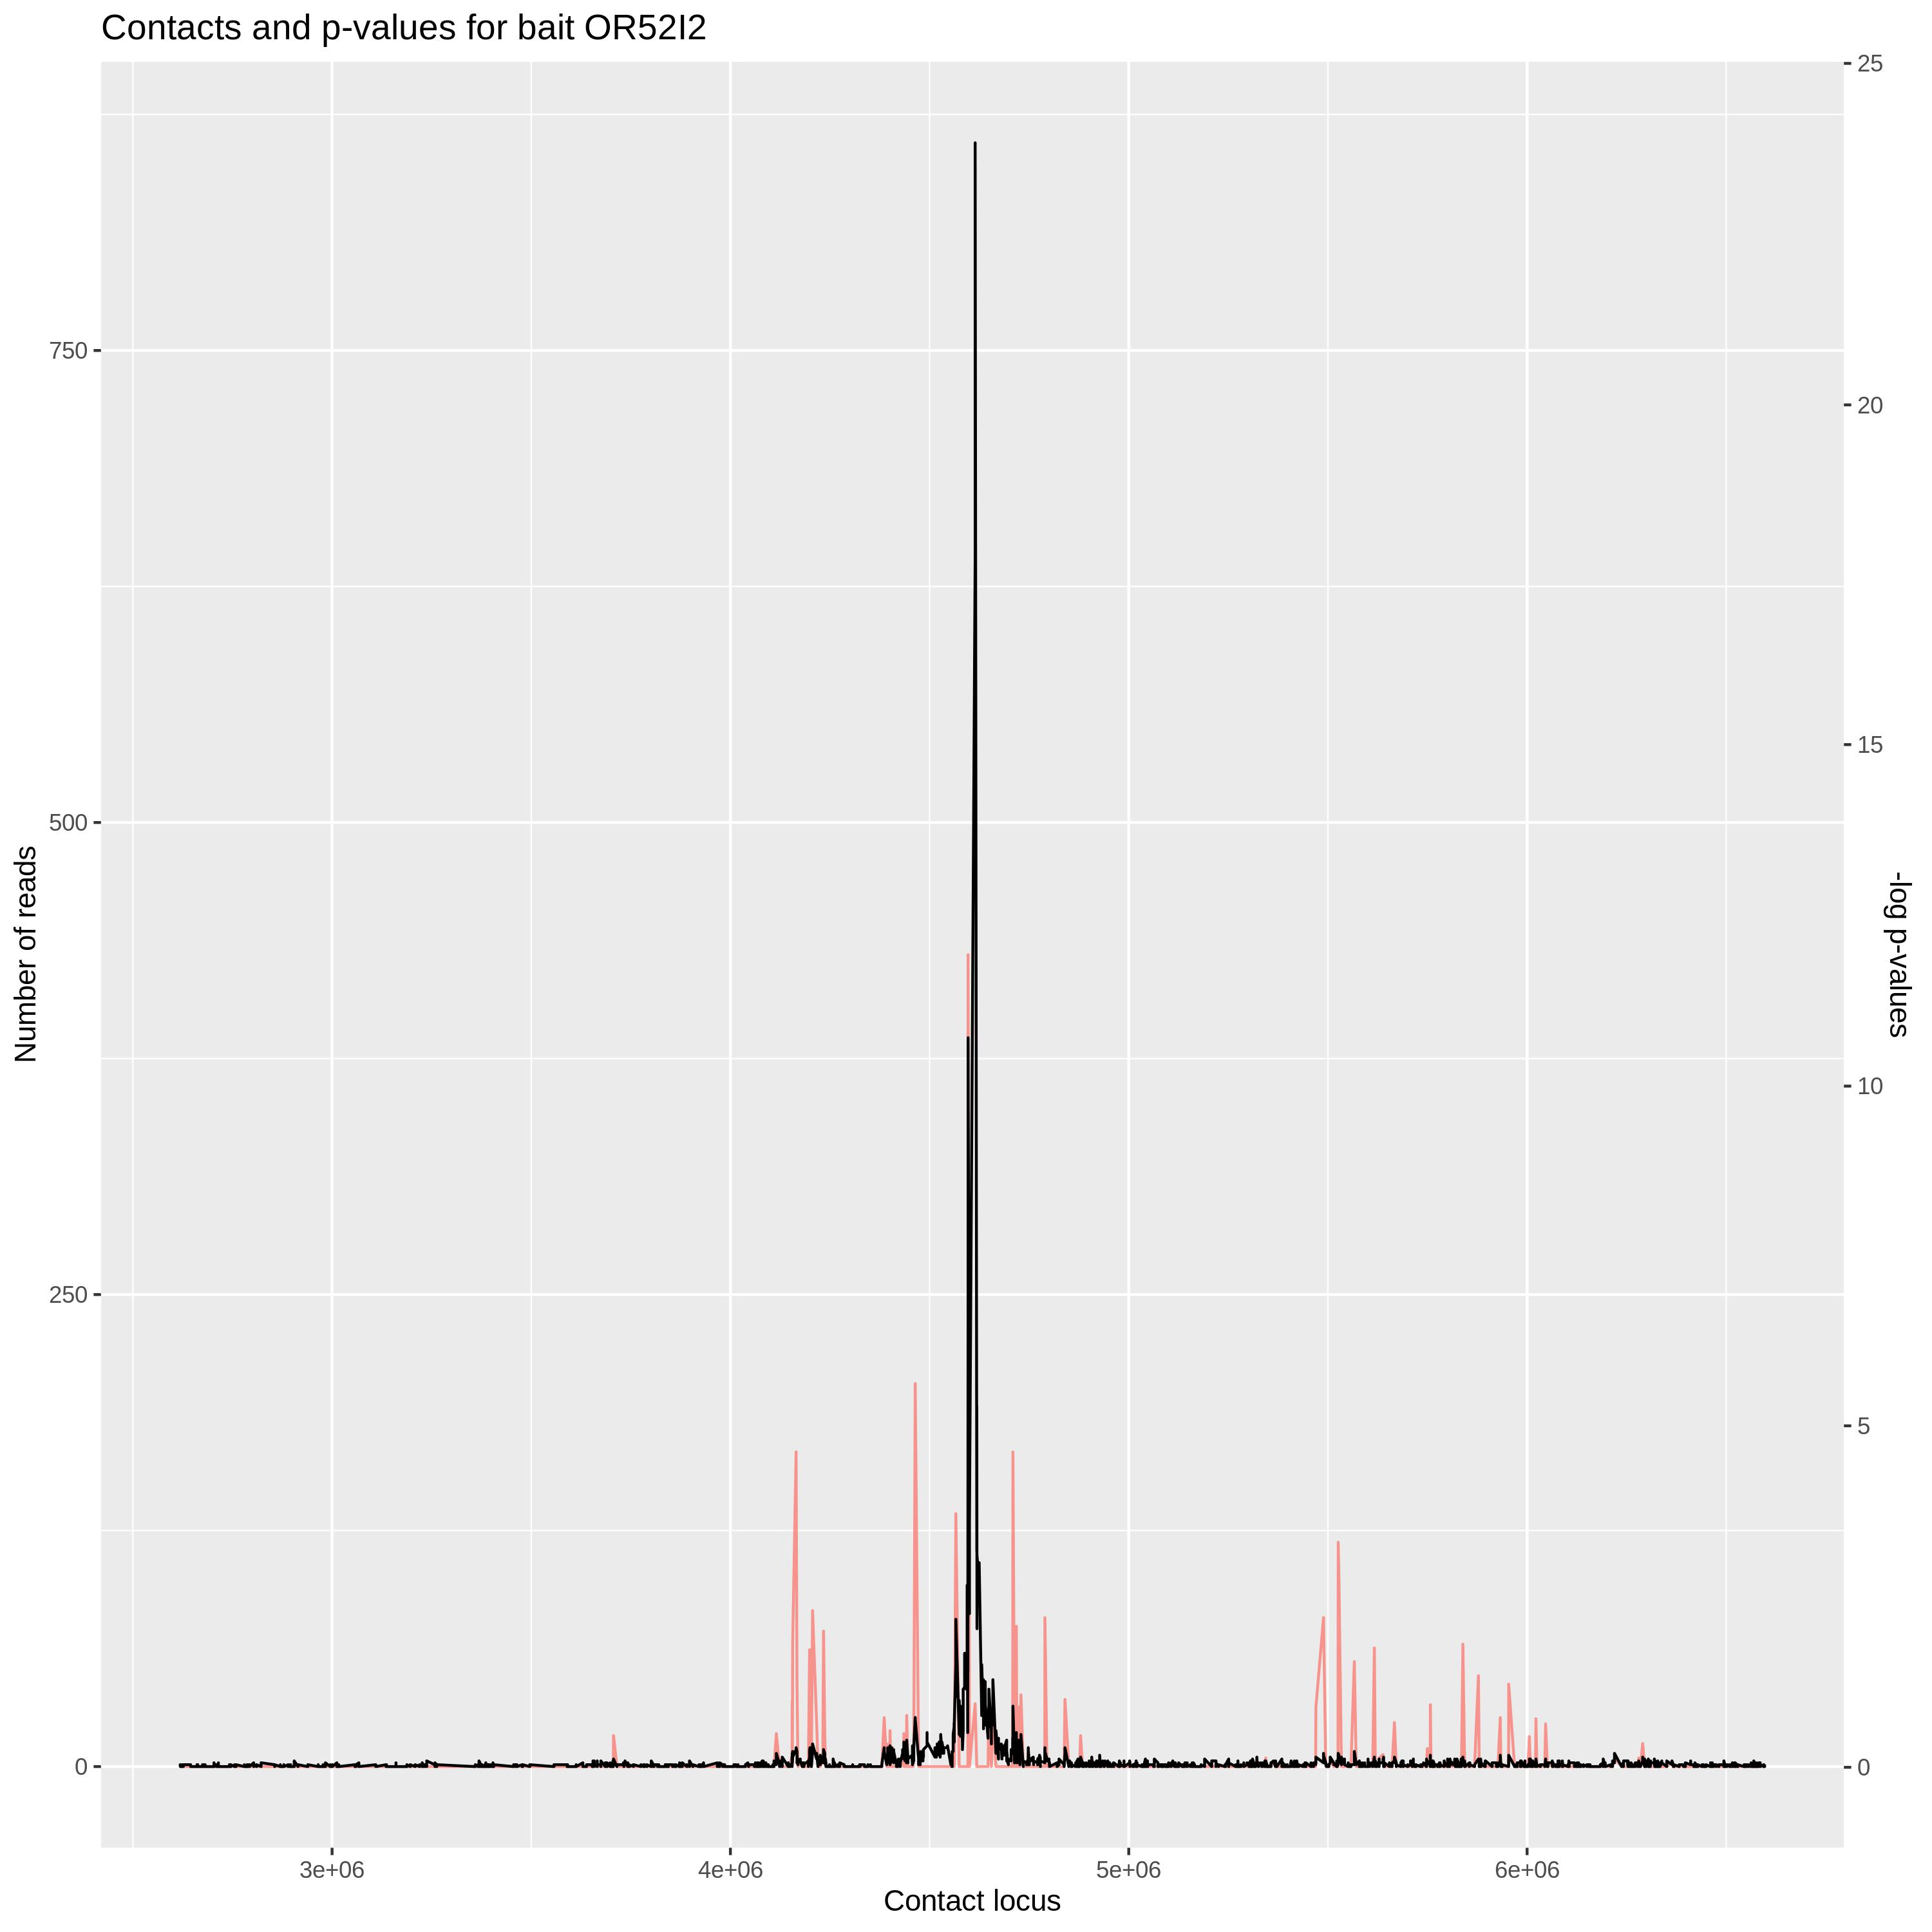 Contacts and p-values for bait OR52I2
25
20
750
15
500
Number of reads
-log p-values
10
250
5
0
0
3e+06
4e+06
5e+06
6e+06
Contact locus